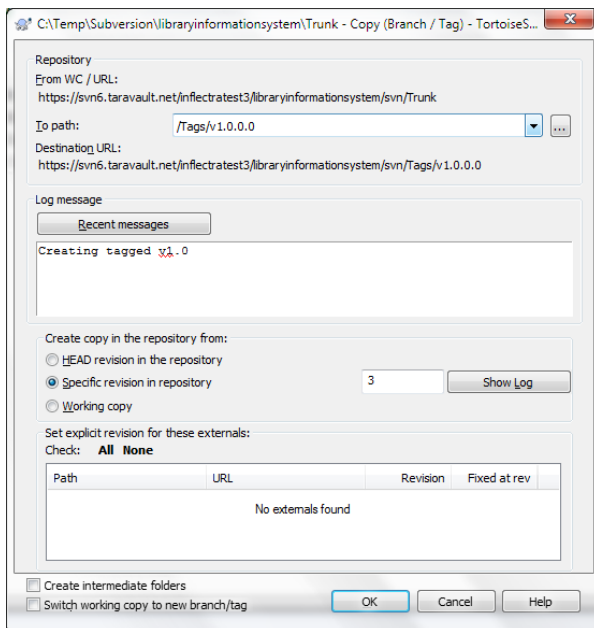 C:\Temp\Subversion\libraryinformationsystem\Trunk - Copy (Branch / Tag) - TortoiseS...
Repository
From WC / URL:
https://svn6.taravault.net/inflectratest3/libraryinformationsystem/svn/Trunk
To path: /Tags/v1.0.0.0 ...
Destination URL:
https://svn6.taravault.net/inflectratest3/libraryinformationsystem/svn/Tags/v1.0.0.0
Log message
Recent messages
Creating tagged v1.0
Create copy in the repository from:
HEAD revision in the repository
Specific revision in repository 3 Show Log
Working copy
Set explicit revision for these externals:
Check: All None
Path URL Revision Fixed at rev
No externals found
Create intermediate folders
Switch working copy to new branch/tag OK Cancel Help